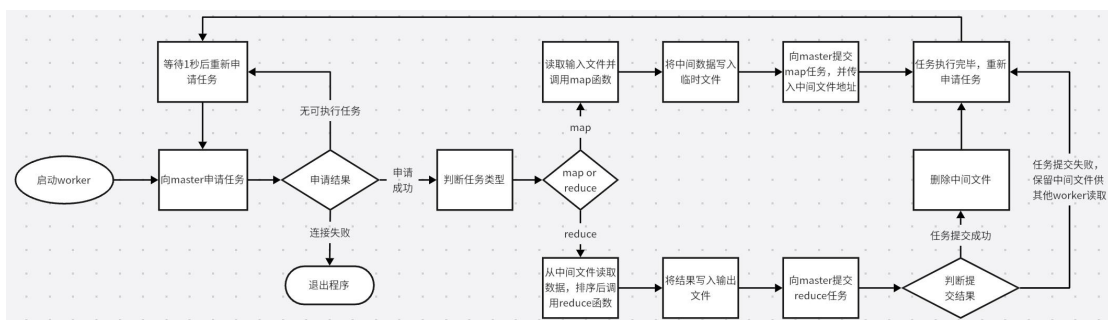 等待1秒后重新申
请任务
读取输入文件并
调用map函数
将中间数据写入
临时文件
向master提交
map任务，并传
入中间文件地址
任务执行完毕，重新
申请任务
无可执行任务
map
启动worker
向master申请任务
申请结果
申请
成功
判断任务类型
map or
reduce
删除中间文件
任务提交失败，
保留中间文件供
其他worker读取
连接失败
reduce
任务提交成功
退出程序
从中间文件读取
数据，排序后调
用reduce函数
将结果写入输出
文件
向master提交
reduce任务
判断提
交结果